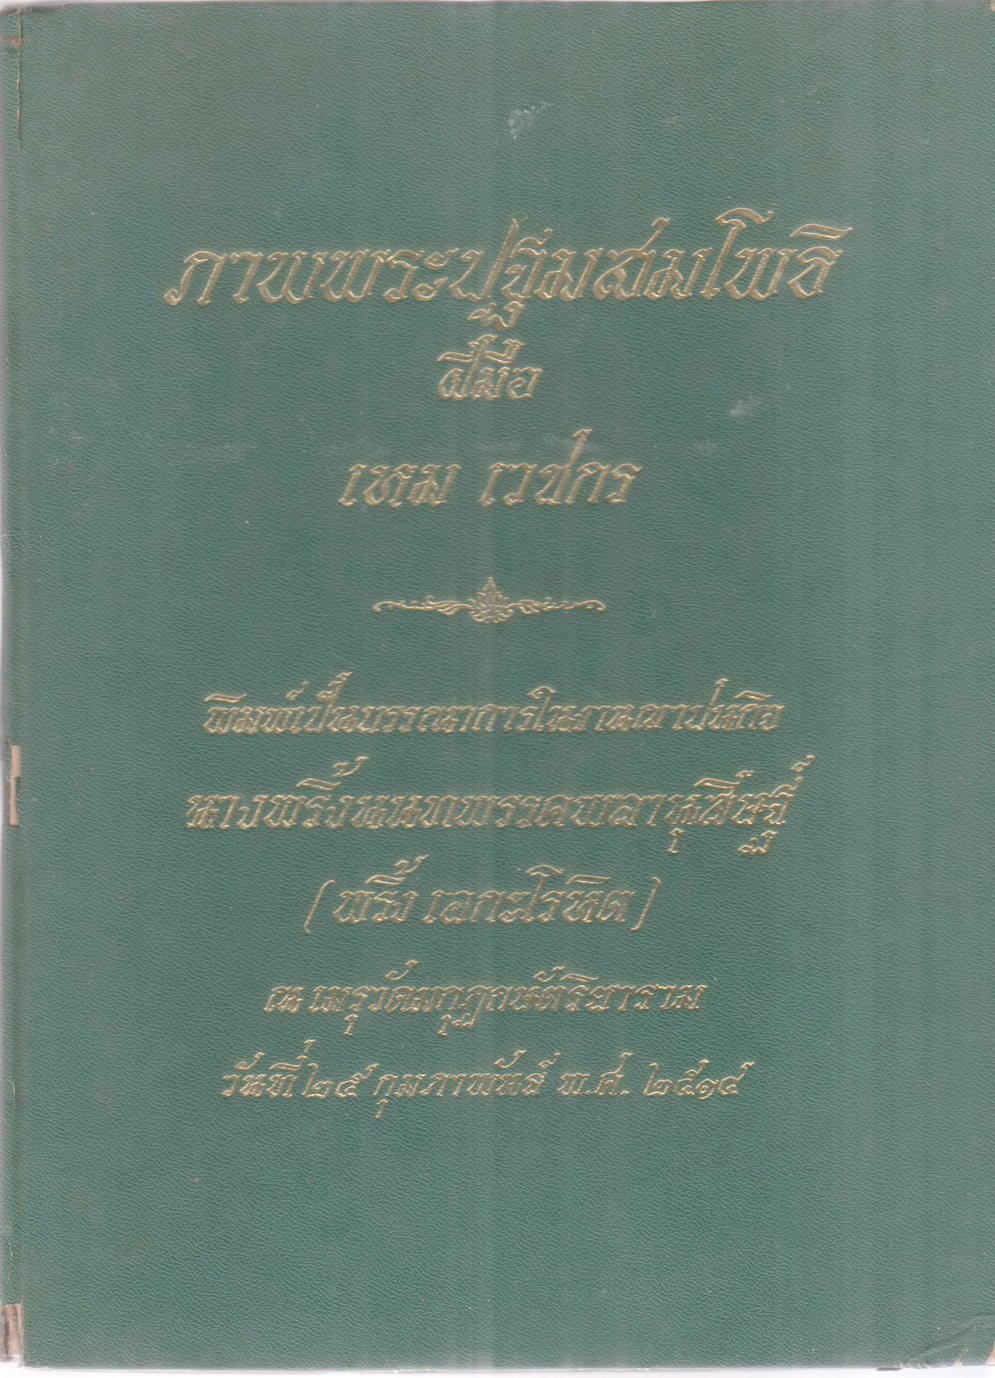 ภาพพระปฐมสมโพธิ
ฝีมือ
เหม เวชกร
พิมพ์เป็นบรรณาการในงานฌาปนกิจ
นางพริ้งนนทพรรคพลานุสิษฐ์
( พริ้ง เอกะโรหิต )
ณ เมรุวัดมกุฏกษัตริยาราม
วันที่ ๒๕ กุมภาพันธ์ พ.ศ. ๒๕๑๔